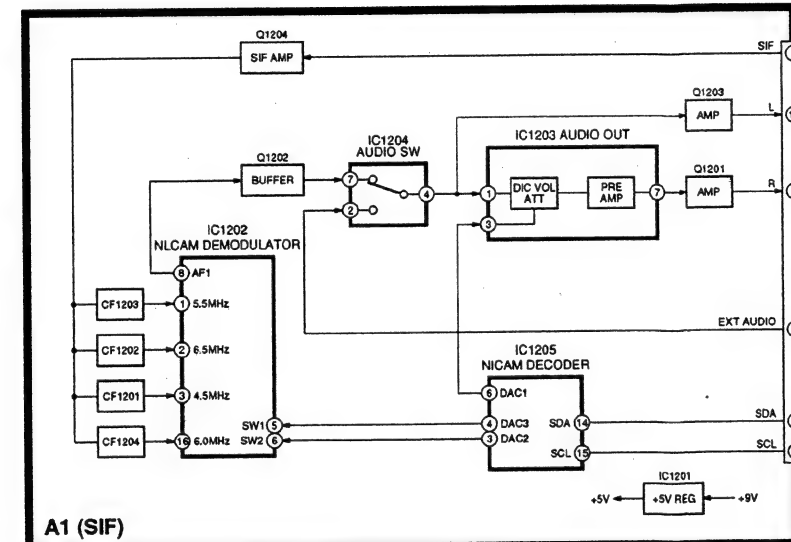 Q1204
SIF AMP
SIF
Q1203
AMP
L
IC1204
AUDIO SW
IC1203 AUDIO OUT
Q1202
BUFFER
7
2
4
1
3
DIC VOL
ATT
PRE
AMP
7
Q1201
AMP
R
IC1202
NLCAM DEMODULATOR
8 AF1
CF1203
1 5.5MHz
CF1202
2 6.5MHz
CF1201
3 4.5MHz
CF1204
16 6.0MHz
SW1 5
SW2 6
EXT AUDIO
IC1205
NICAM DECODER
6 DAC1
4 DAC3
3 DAC2
SDA 14
SCL 15
SDA
SCL
IC1201
+5V
+5V REG
+9V
A1 (SIF)